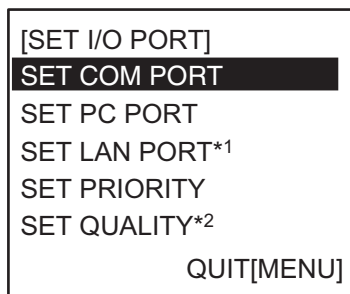 [SET I/O PORT]
SET COM PORT
SET PC PORT
SET LAN PORT*1
SET PRIORITY
SET QUALITY*2
QUIT[MENU]